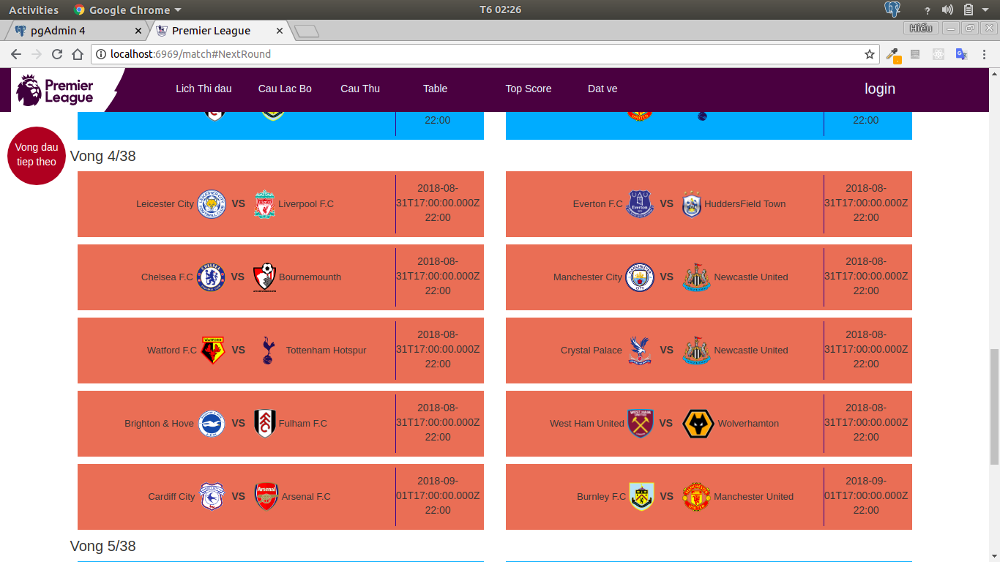 Activities Google Chrome T6 02:26 ?
pgAdmin 4 Premier League Hiếu
localhost:6969/match#NextRound
Premier League
Lich Thi dau Cau Lac Bo Cau Thu Table Top Score Dat ve login
22:00
UNITED
22:00
Vong dau
tiep theo
Vong 4/38
Leicester City VS Liverpool F.C
2018-08-
31T17:00:00.000Z
22:00
Everton F.C VS HuddersField Town
2018-08-
31T17:00:00.000Z
22:00
Chelsea F.C VS Bournemouth
2018-08-
31T17:00:00.000Z
22:00
Manchester City VS Newcastle United
2018-08-
31T17:00:00.000Z
22:00
Watford F.C VS Tottenham Hotspur
2018-08-
31T17:00:00.000Z
22:00
Crystal Palace VS Newcastle United
2018-08-
31T17:00:00.000Z
22:00
Brighton & Hove VS Fulham F.C
2018-08-
31T17:00:00.000Z
22:00
West Ham United VS Wolverhamton
2018-08-
31T17:00:00.000Z
22:00
Cardiff City VS Arsenal F.C
2018-09-
01T17:00:00.000Z
22:00
Burnley F.C VS Manchester United
2018-09-
01T17:00:00.000Z
22:00
Vong 5/38